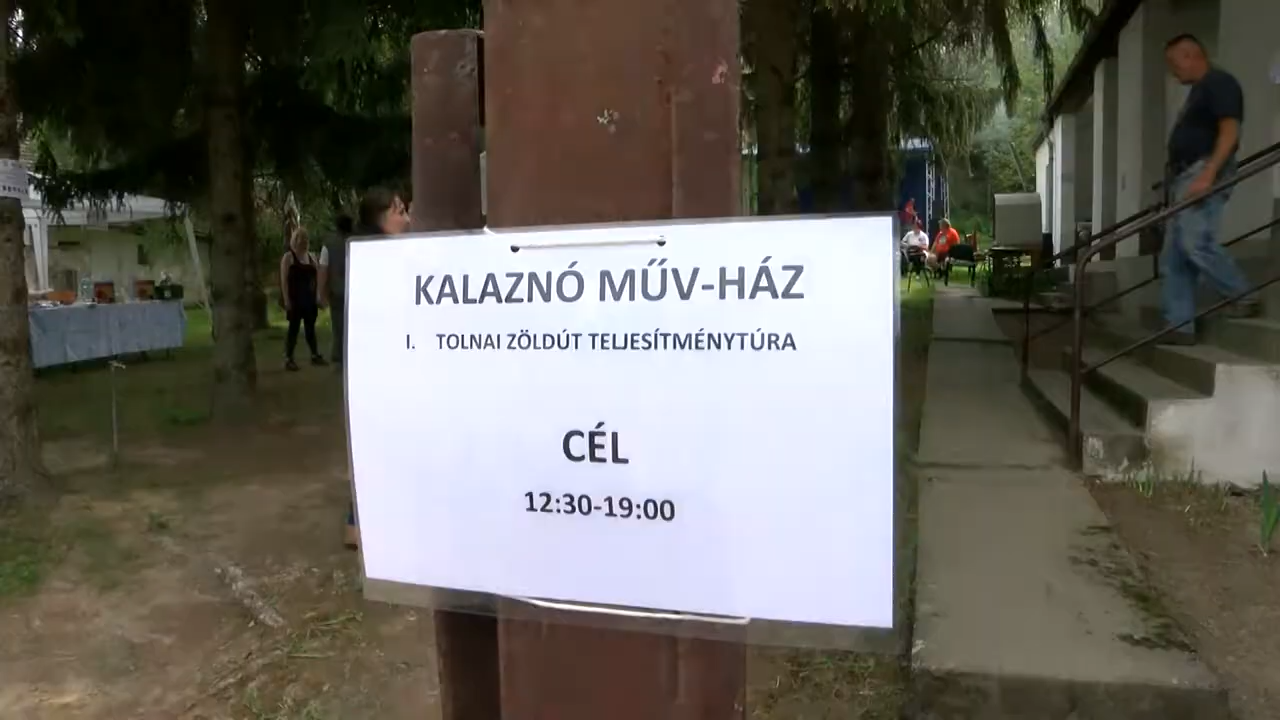 KALAZNÓ MŰV-HÁZ
I. TOLNAI ZÖLDÚT TELJESÍTMÉNYTÚRA
CÉL
12:30-19:00